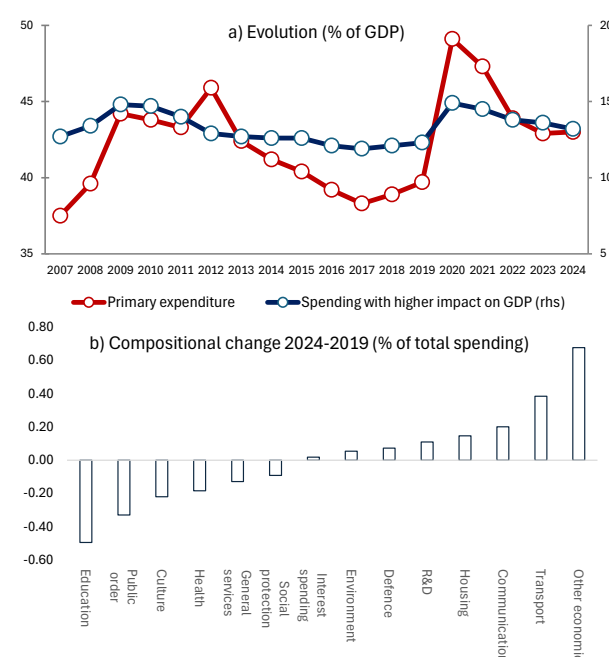 a) Evolution (% of GDP)
50
45
40
35
20
15
10
5
2007 2008 2009 2010 2011 2012 2013 2014 2015 2016 2017 2018 2019 2020 2021 2022 2023 2024
Primary expenditure
Spending with higher impact on GDP (rhs)
b) Compositional change 2024-2019 (% of total spending)
0.80
0.60
0.40
0.20
0.00
-0.20
-0.40
-0.60
Education
Public
order
Culture
Health
General
services
Social
protection
Interest
spending
Environment
Defence
R&D
Housing
Communication
Transport
Other economic